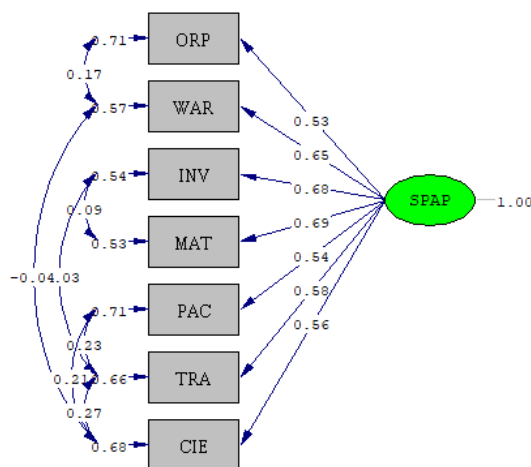 0.71 ORP
0.17
0.53
0.57 WAR
0.65
0.54 INV
0.68
0.09
SPAP 1.00
0.69
0.53 MAT
-0.04.03
0.54
0.71 PAC
0.58
0.23
0.56
0.21 0.66 TRA
0.27
0.68 CIE